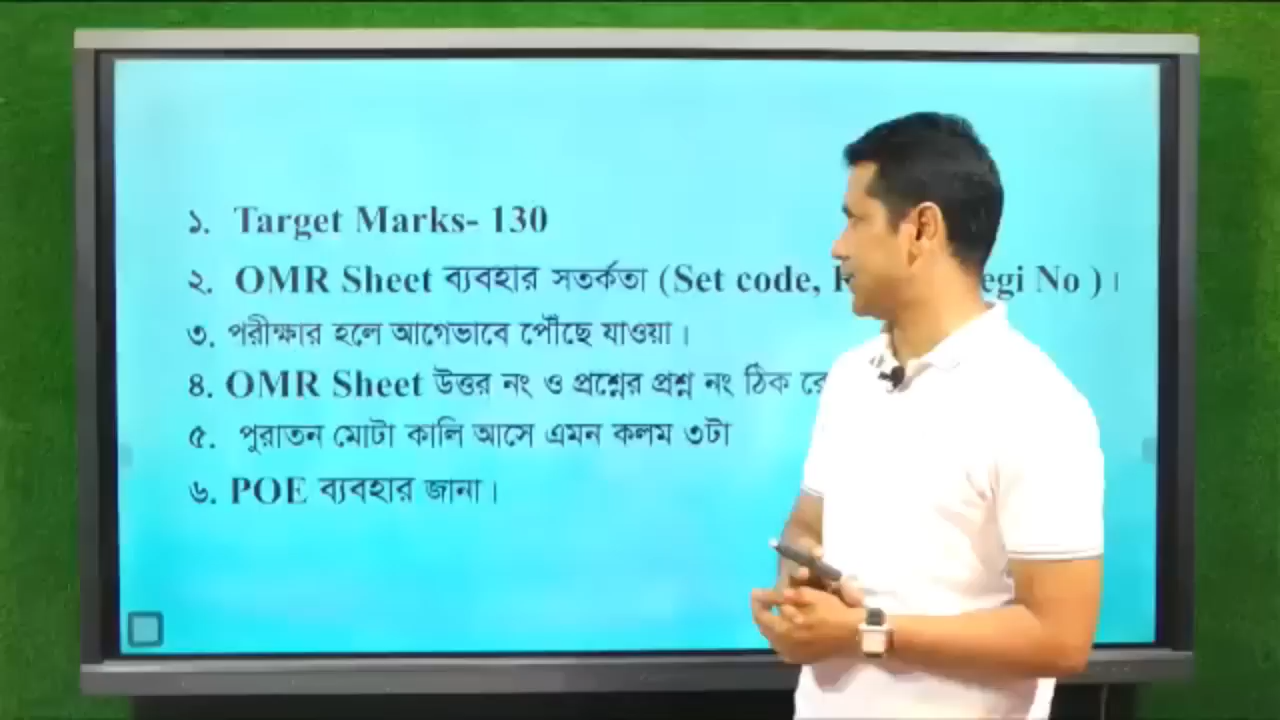 ১. Target Marks- 130
২. OMR Sheet ব্যবহার সতর্কতা (Set code, egi No )।
৩. পরীক্ষার হলে আগেভাবে পৌঁছে যাওয়া।
৪. OMR Sheet উত্তর নং ও প্রশ্নের প্রশ্ন নং ঠিক
৫. পুরাতন মোটা কালি আসে এমন কলম ৩টা
৬. POE ব্যবহার জানা।